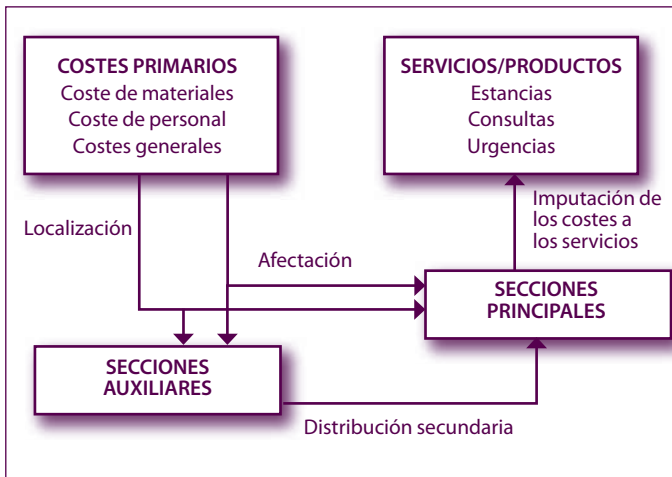 COSTES PRIMARIOS
Coste de materiales
Coste de personal
Costes generales
SERVICIOS/PRODUCTOS
Estancias
Consultas
Urgencias
Localización
Imputación de
los costes a
los servicios
Afectación
SECCIONES
PRINCIPALES
SECCIONES
AUXILIARES
Distribución secundaria